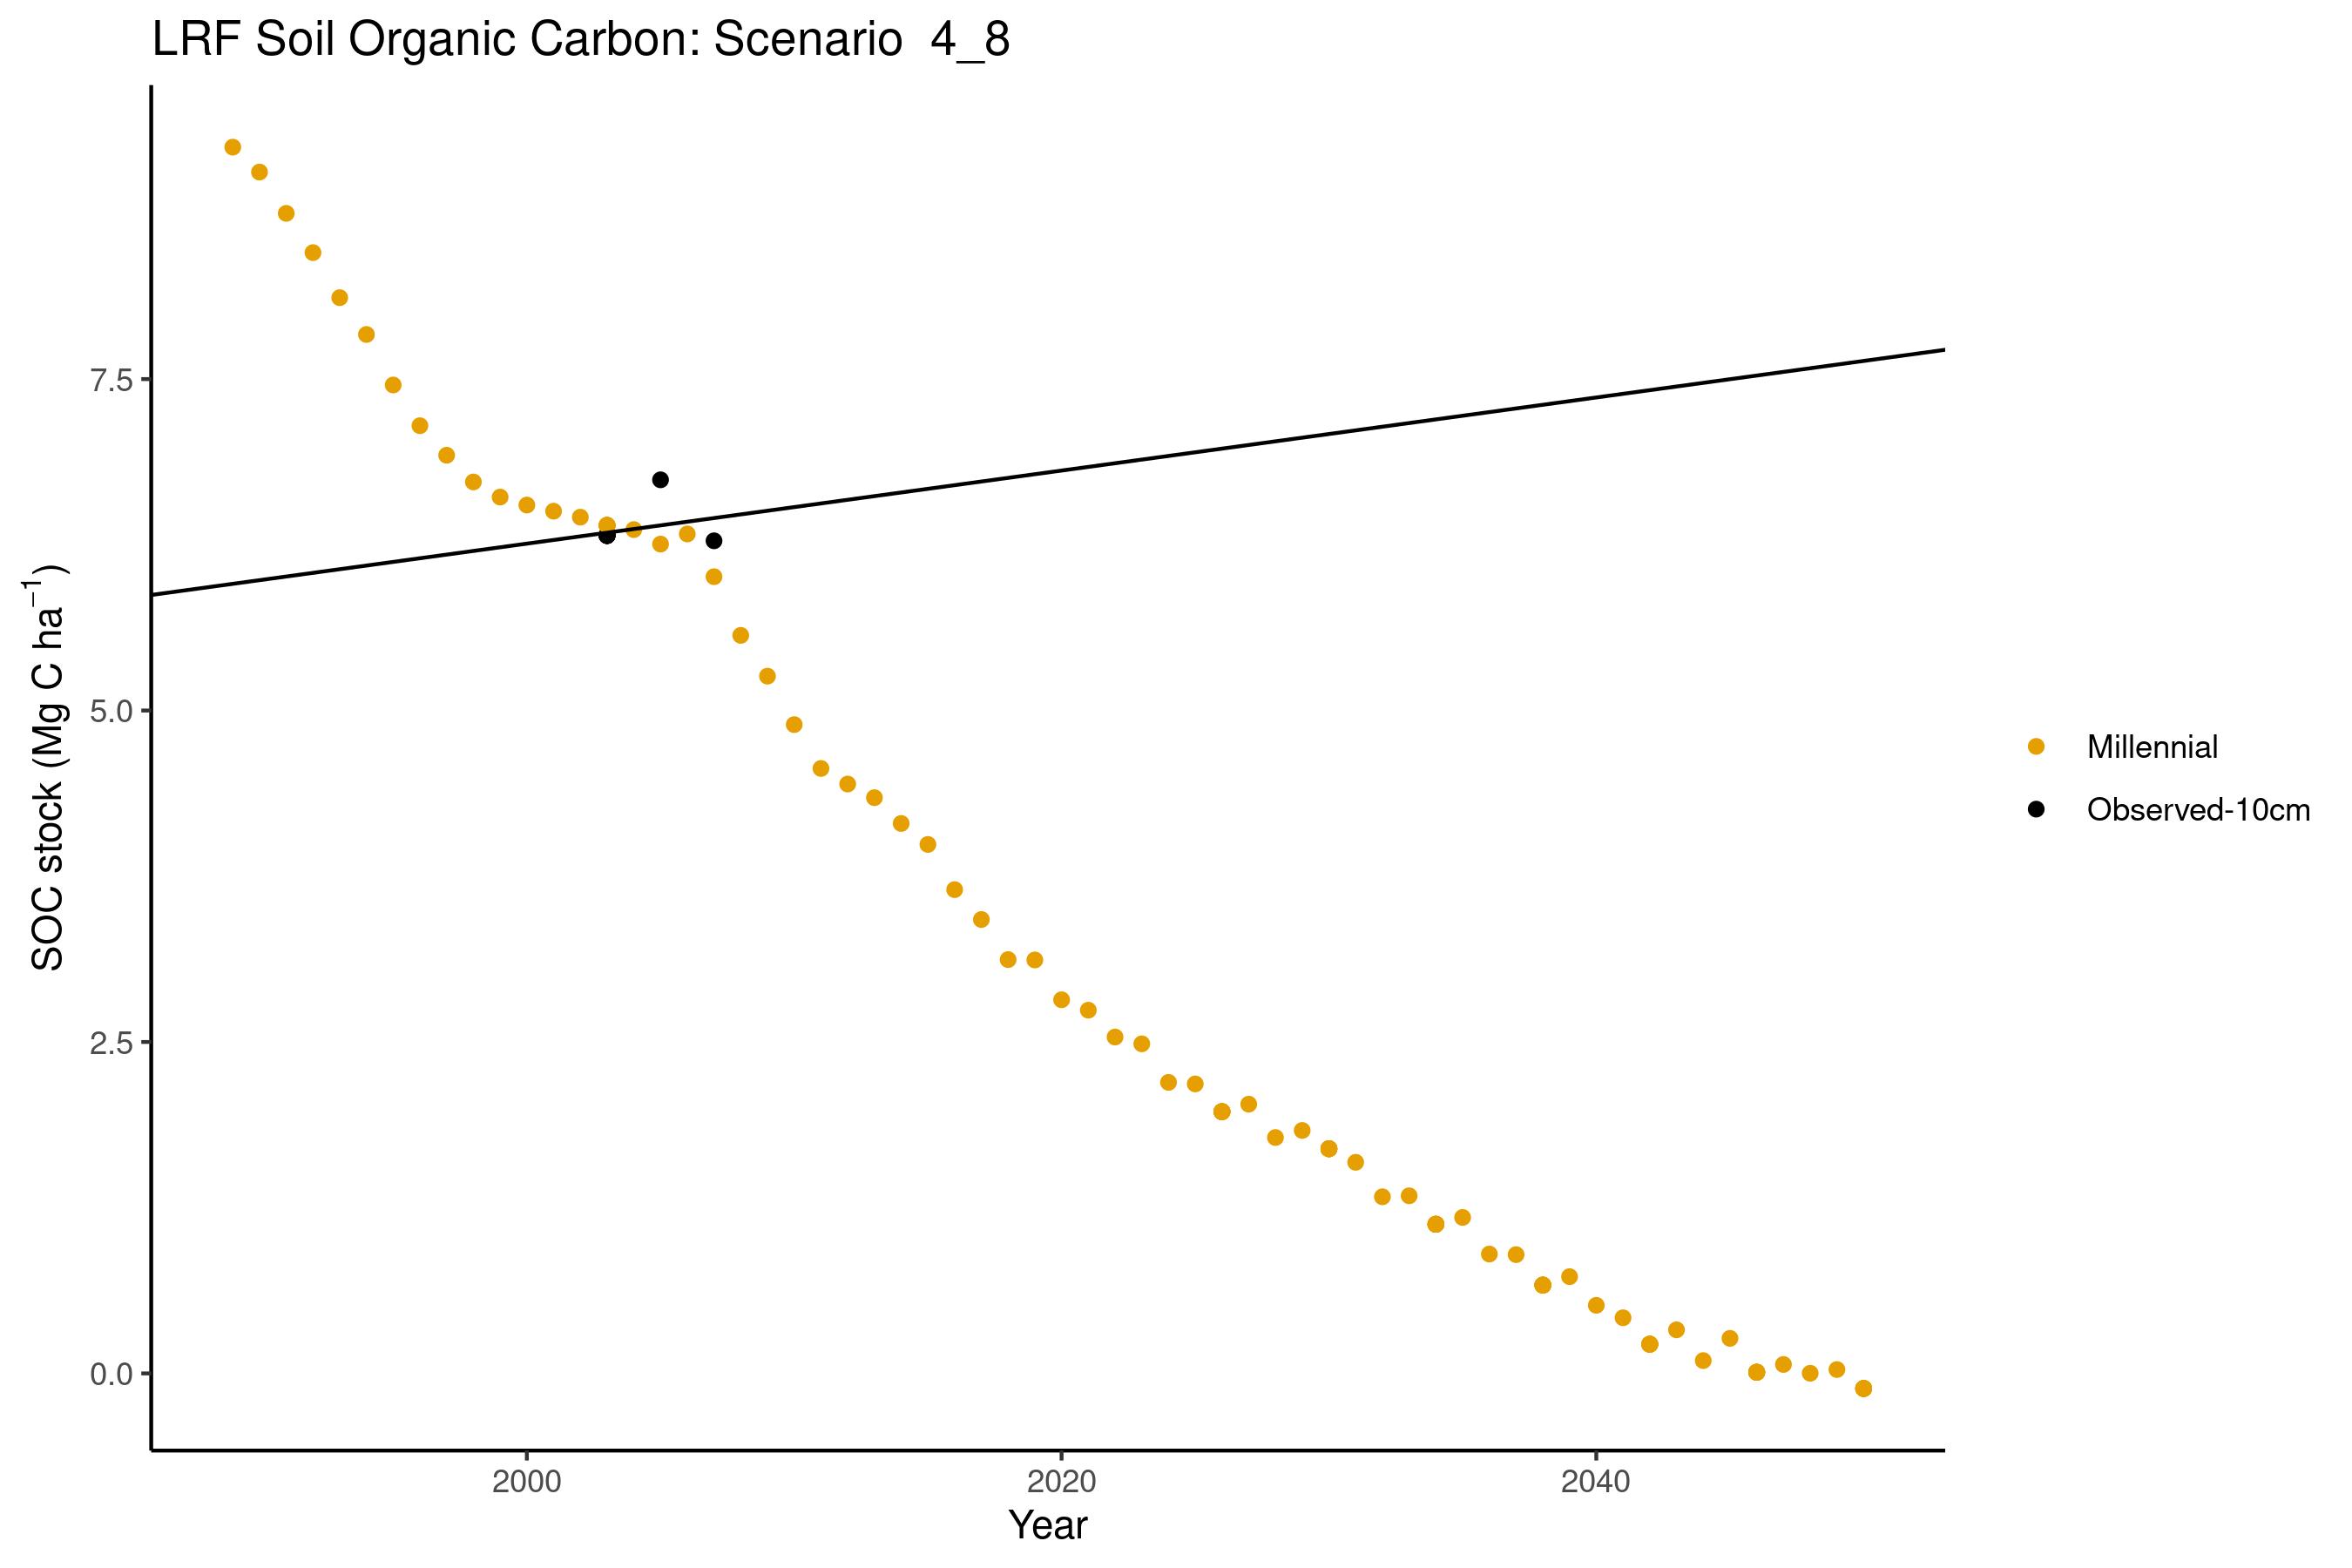 LRF Soil Organic Carbon: Scenario  4_8
SOC stock (Mg C ha⁻¹)
7.5
5.0
2.5
0.0
2000
2020
2040
Year
Millennial
Observed-10cm